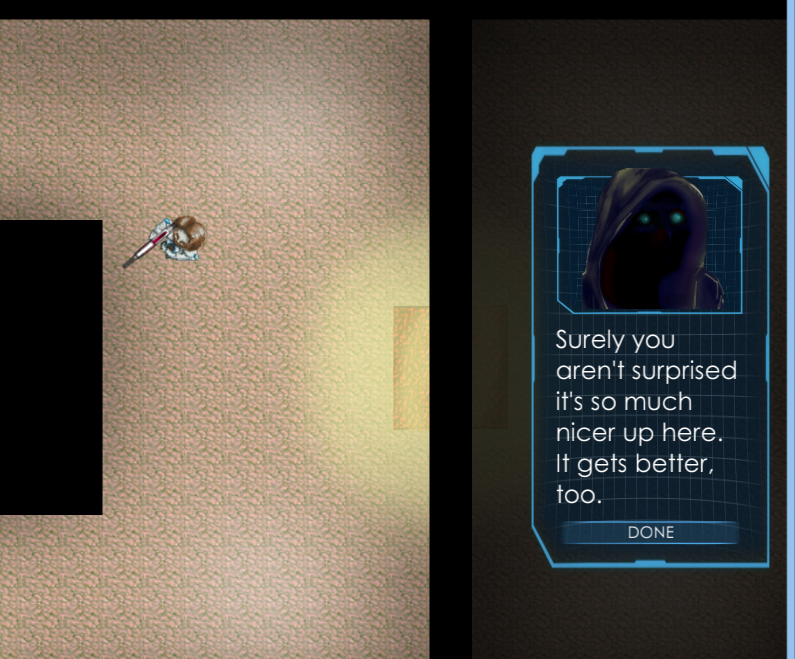 Surely you
aren't surprised
it's so much
nicer up here.
It gets better,
too.
DONE